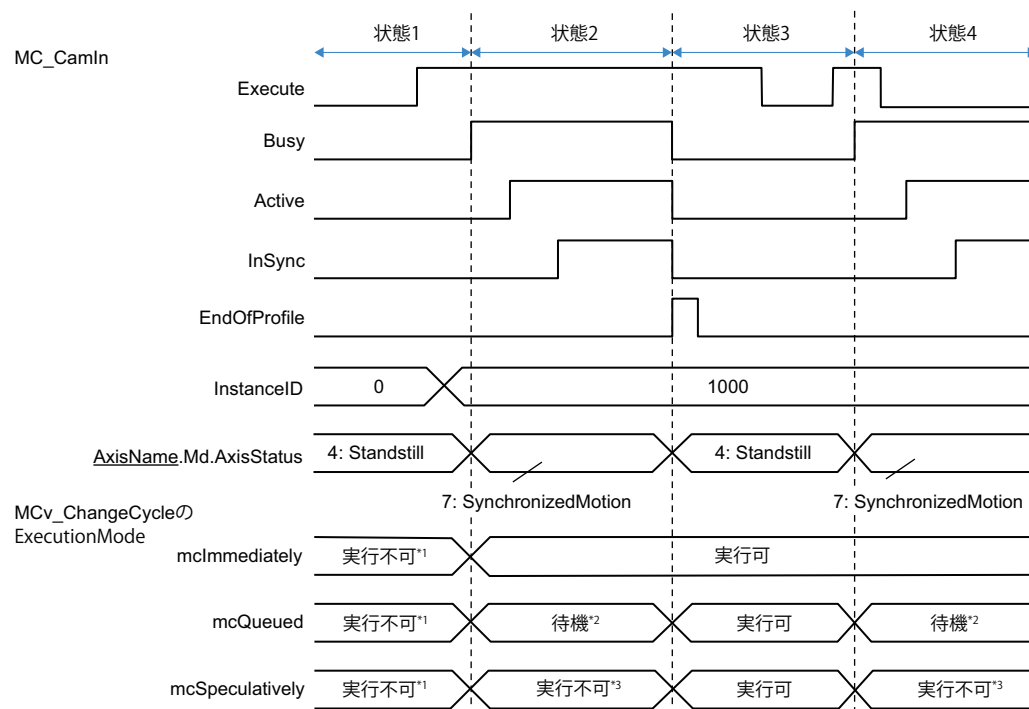 状態1 状態2 状態3 状態4
MC_CamIn
Execute
Busy
Active
InSync
EndOfProfile
InstanceID 0 1000
AxisName.Md.AxisStatus 4: Standstill 4: Standstill
7: SynchronizedMotion 7: SynchronizedMotion
MCv_ChangeCycleの
ExecutionMode
mcImmediately 実行不可*1 実行可
mcQueued 実行不可*1 待機*2 実行可 待機*2
mcSpeculatively 実行不可*1 実行不可*3 実行可 実行不可*3